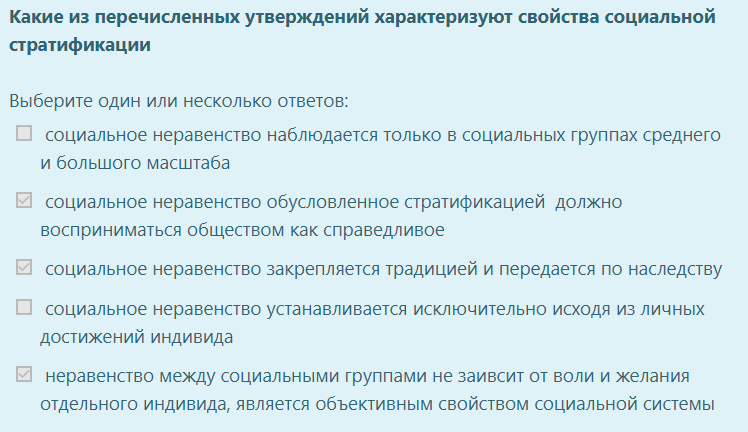 Какие из перечисленных утверждений характеризуют свойства социальной
стратификации
Выберите один или несколько ответов:
социальное неравенство наблюдается только в социальных группах среднего
и большого масштаба
социальное неравенство обусловленное стратификацией должно
восприниматься обществом как справедливое
социальное неравенство закрепляется традицией и передается по наследству
социальное неравенство устанавливается исключительно исходя из личных
достижений индивида
неравенство между социальными группами не заивсит от воли и желания
отдельного индивида, является объективным свойством социальной системы